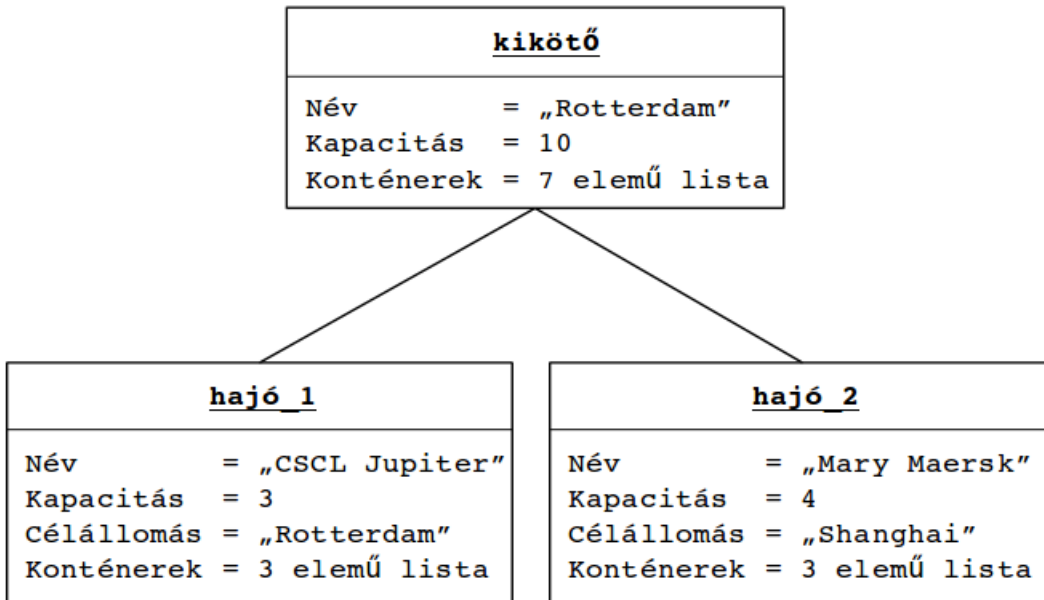 kikötő
Név = „Rotterdam”
Kapacitás = 10
Konténerek = 7 elemű lista
hajó_1
Név = „CSCL Jupiter”
Kapacitás = 3
Célállomás = „Rotterdam”
Konténerek = 3 elemű lista
hajó_2
Név = „Mary Maersk”
Kapacitás = 4
Célállomás = „Shanghai”
Konténerek = 3 elemű lista